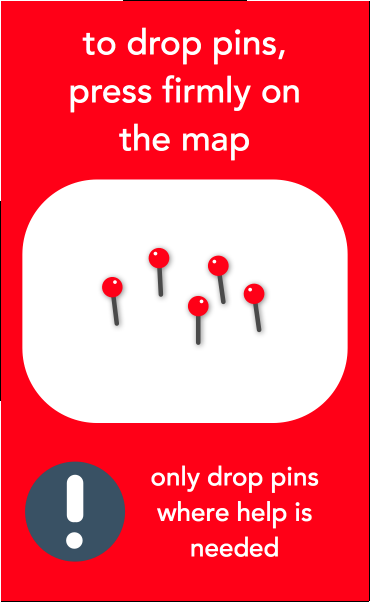 to drop pins,
press firmly on
the map
only drop pins
where help is
needed